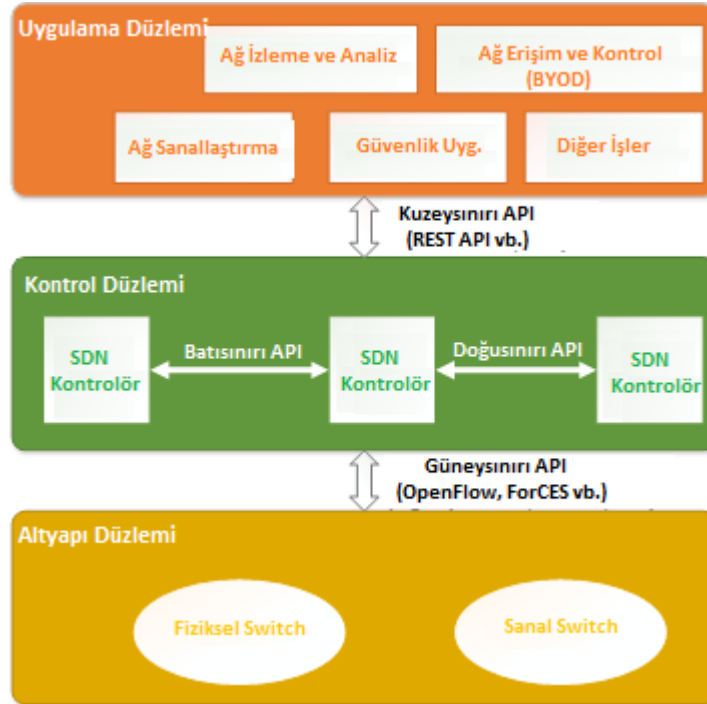 Uygulama Düzlemi
Ağ İzleme ve Analiz
Ağ Erişim ve Kontrol
(BYOD)
Ağ Sanallaştırma
Güvenlik Uyg.
Diğer İşler
Kuzeysınırı API
(REST API vb.)
Kontrol Düzlemi
SDN
Kontrolör
Batısınırı API
SDN
Kontrolör
Doğusınırı API
SDN
Kontrolör
Güneysınırı API
(OpenFlow, ForCES vb.)
Altyapı Düzlemi
Fiziksel Switch
Sanal Switch